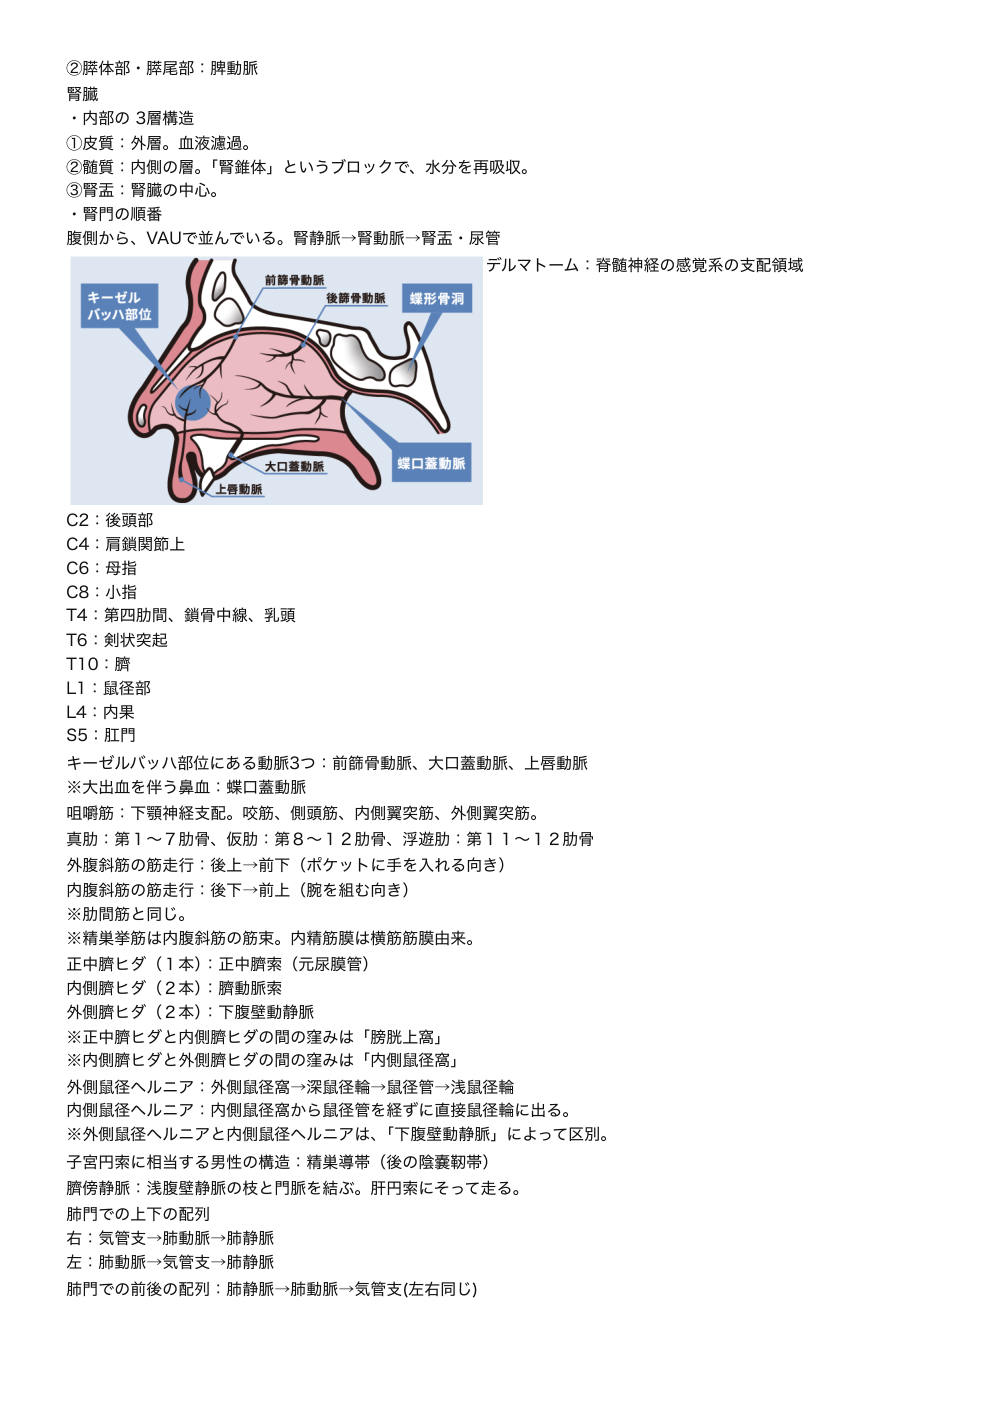 ②膵体部・膵尾部：脾動脈
腎臓
・内部の 3層構造
①皮質：外層。血液濾過。
②髄質：内側の層。「腎錐体」というブロックで、水分を再吸収。
③腎盂：腎臓の中心。
・腎門の順番
腹側から、VAUで並んでいる。腎静脈→腎動脈→腎盂・尿管
デルマトーム：脊髄神経の感覚系の支配領域
前篩骨動脈
キーゼル
バッハ部位
後篩骨動脈
蝶形骨洞
蝶口蓋動脈
大口蓋動脈
上唇動脈
C2：後頭部
C4：肩鎖関節上
C6：母指
C8：小指
T4：第四肋間、鎖骨中線、乳頭
T6：剣状突起
T10：臍
L1：鼠径部
L4：内果
S5：肛門
キーゼルバッハ部位にある動脈3つ：前篩骨動脈、大口蓋動脈、上唇動脈
※大出血を伴う鼻血：蝶口蓋動脈
咀嚼筋：下顎神経支配。咬筋、側頭筋、内側翼突筋、外側翼突筋。
真肋：第１〜７肋骨、仮肋：第８〜１２肋骨、浮遊肋：第１１〜１２肋骨
外腹斜筋の筋走行：後上→前下（ポケットに手を入れる向き）
内腹斜筋の筋走行：後下→前上（腕を組む向き）
※肋間筋と同じ。
※精巣挙筋は内腹斜筋の筋束。内精筋膜は横筋筋膜由来。
正中臍ヒダ（１本）：正中臍索（元尿膜管）
内側臍ヒダ（２本）：臍動脈索
外側臍ヒダ（２本）：下腹壁動静脈
※正中臍ヒダと内側臍ヒダの間の窪みは「膀胱上窩」
※内側臍ヒダと外側臍ヒダの間の窪みは「内側鼠径窩」
外側鼠径ヘルニア：外側鼠径窩→深鼠径輪→鼠径管→浅鼠径輪
内側鼠径ヘルニア：内側鼠径窩から鼠径管を経ずに直接鼠径輪に出る。
※外側鼠径ヘルニアと内側鼠径ヘルニアは、「下腹壁動静脈」によって区別。
子宮円索に相当する男性の構造：精巣導帯（後の陰嚢靭帯）
臍傍静脈：浅腹壁静脈の枝と門脈を結ぶ。肝円索にそって走る。
肺門での上下の配列
右：気管支→肺動脈→肺静脈
左：肺動脈→気管支→肺静脈
肺門での前後の配列：肺静脈→肺動脈→気管支(左右同じ)